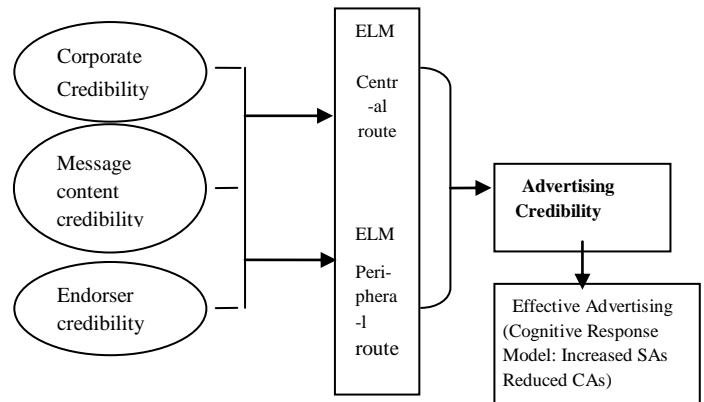 Corporate
Credibility
Message
content
credibility
Endorser
credibility
ELM
Centr
-al
route
ELM
Peri-
phera
-l
route
Advertising
Credibility
Effective Advertising
(Cognitive Response
Model: Increased SAs
Reduced CAs)